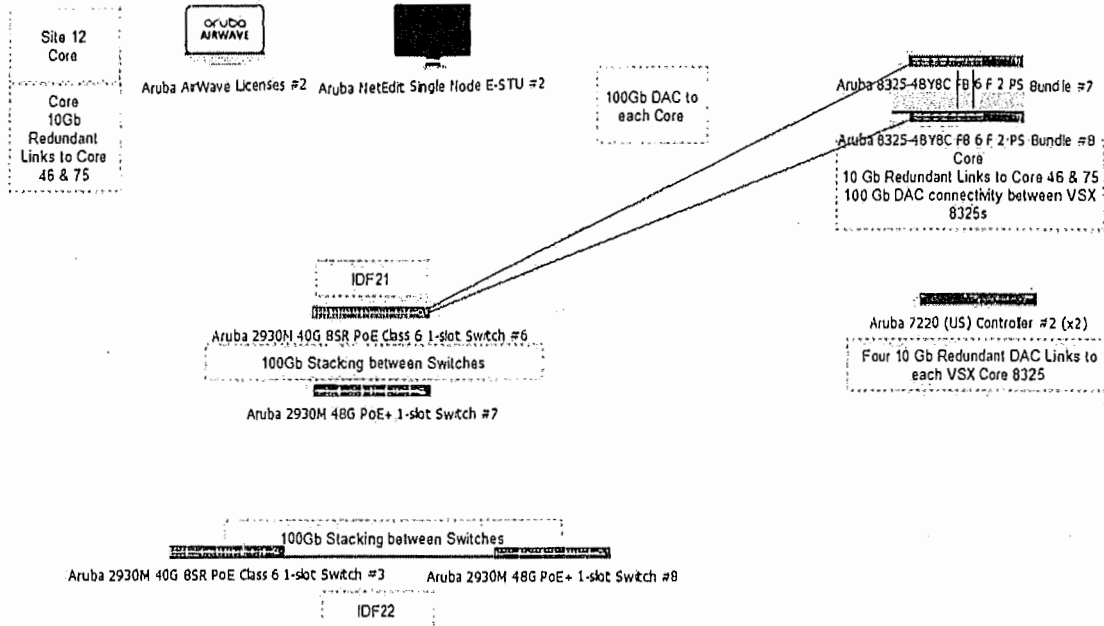 Site 12
Core
Core
10Gb
Redundant
Links to Core
46 & 75
aruba
AIRWAVE
Aruba AirWave Licenses #2
Aruba NetEdit Single Node E-STU #2
100Gb DAC to
each Core
Aruba 8325-48Y8C FB 6 F 2 PS Bundle #7
Aruba 8325-48Y8C FB 6 F 2 PS Bundle #8
Core
10 Gb Redundant Links to Core 46 & 75
100 Gb DAC connectivity between VSX
8325s
IDF21
Aruba 2930M 40G 8SR PoE Class 6 1-slot Switch #6
100Gb Stacking between Switches
Aruba 2930M 48G PoE+ 1-slot Switch #7
Aruba 7220 (US) Controller #2 (x2)
Four 10 Gb Redundant DAC Links to
each VSX Core 8325
100Gb Stacking between Switches
Aruba 2930M 40G 8SR PoE Class 6 1-slot Switch #3
Aruba 2930M 48G PoE+ 1-slot Switch #8
IDF22